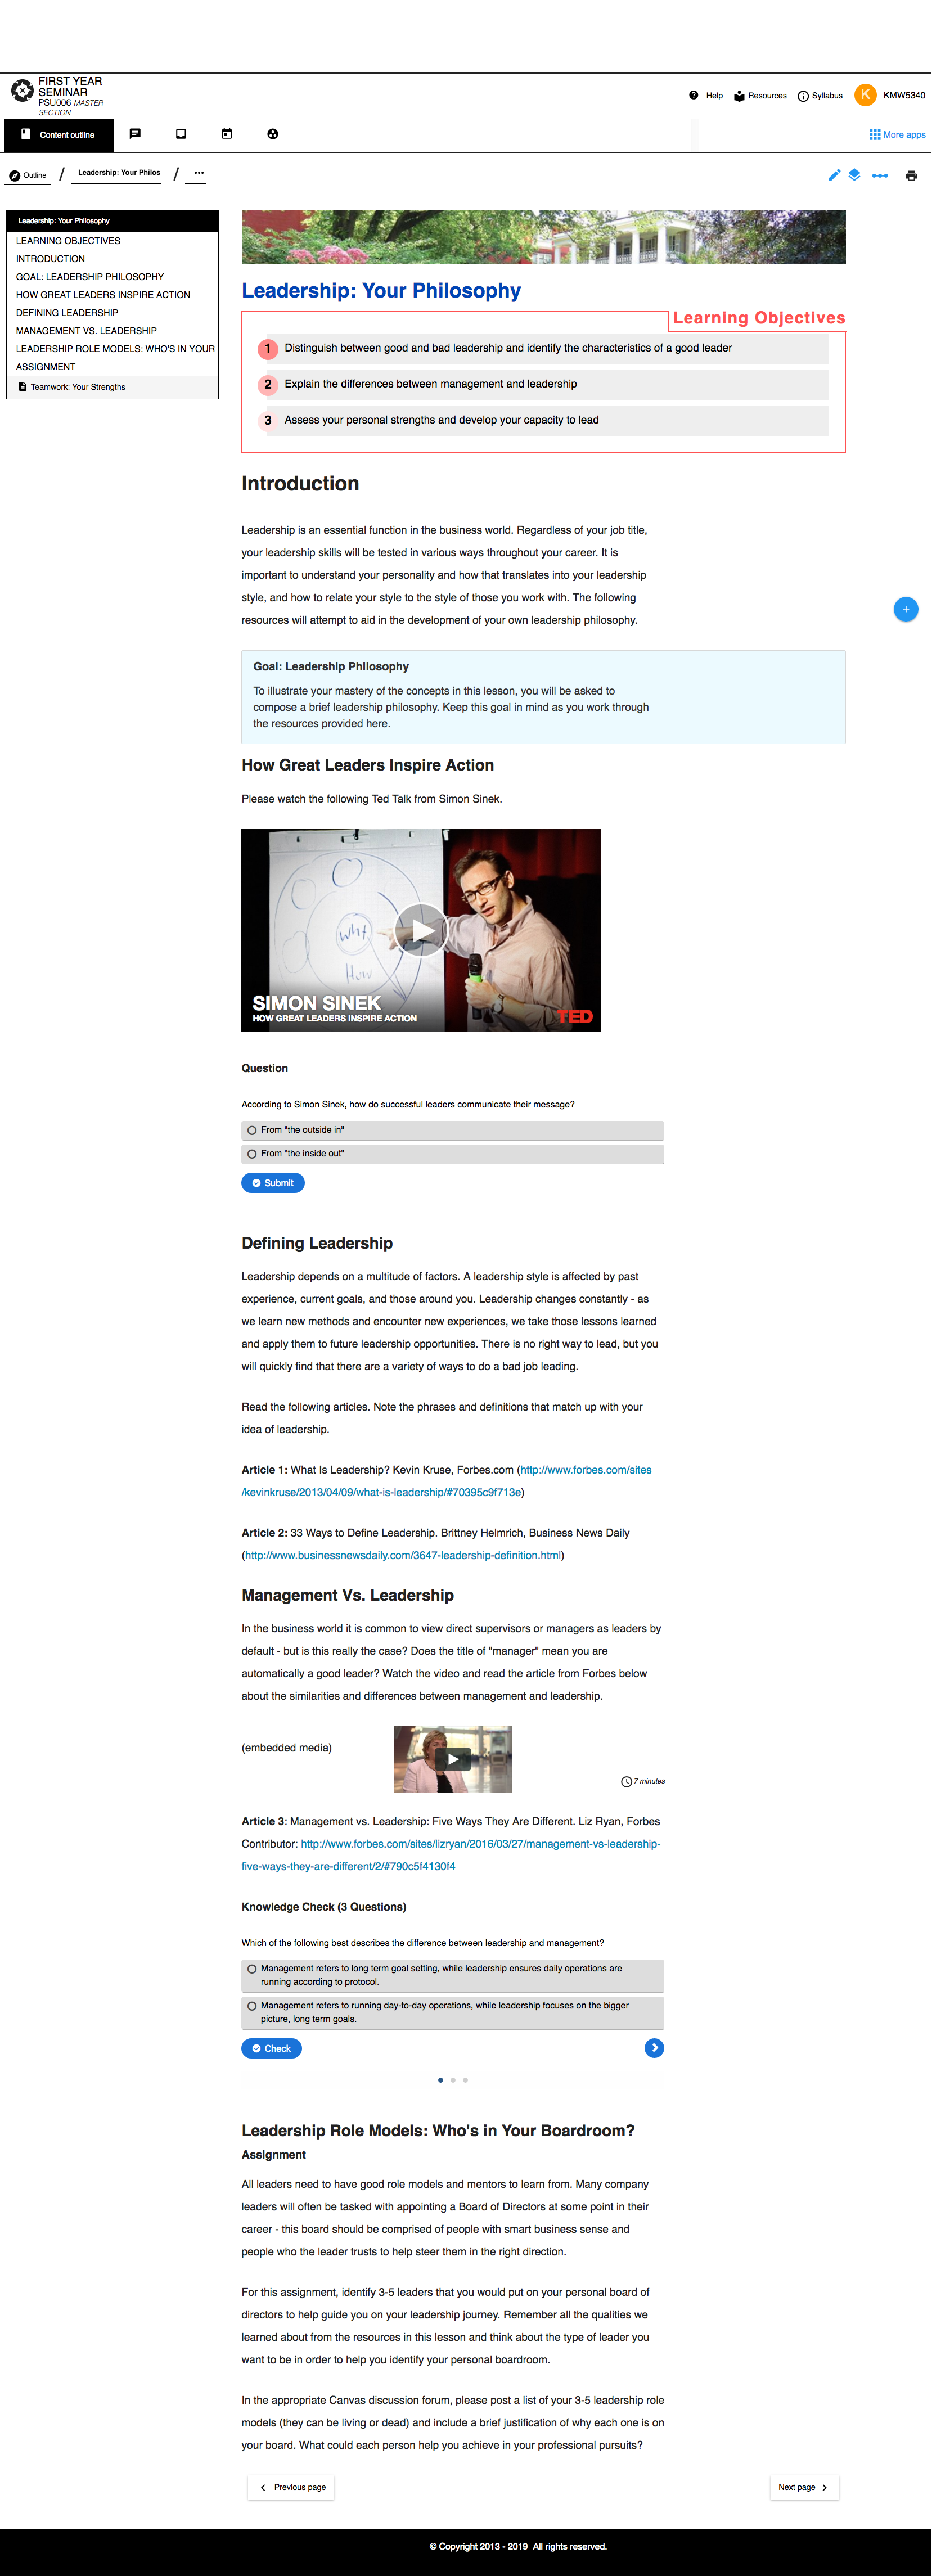 FIRST YEAR
SEMINAR
PSU006 MASTER
SECTION
Help
Resources
Syllabus
K
KMW5340
Content outline
More apps
Outline / Leadership: Your Philos / ...
Leadership: Your Philosophy
LEARNING OBJECTIVES
INTRODUCTION
GOAL: LEADERSHIP PHILOSOPHY
HOW GREAT LEADERS INSPIRE ACTION
DEFINING LEADERSHIP
MANAGEMENT VS. LEADERSHIP
LEADERSHIP ROLE MODELS: WHO'S IN YOUR
ASSIGNMENT
Teamwork: Your Strengths
Leadership: Your Philosophy
Learning Objectives
1 Distinguish between good and bad leadership and identify the characteristics of a good leader
2 Explain the differences between management and leadership
3 Assess your personal strengths and develop your capacity to lead
Introduction
Leadership is an essential function in the business world. Regardless of your job title,
your leadership skills will be tested in various ways throughout your career. It is
important to understand your personality and how that translates into your leadership
style, and how to relate your style to the style of those you work with. The following
resources will attempt to aid in the development of your own leadership philosophy.
+
Goal: Leadership Philosophy
To illustrate your mastery of the concepts in this lesson, you will be asked to
compose a brief leadership philosophy. Keep this goal in mind as you work through
the resources provided here.
How Great Leaders Inspire Action
Please watch the following Ted Talk from Simon Sinek.
Why
How
SIMON SINEK
HOW GREAT LEADERS INSPIRE ACTION
TED
Question
According to Simon Sinek, how do successful leaders communicate their message?
From "the outside in"
From "the inside out"
Submit
Defining Leadership
Leadership depends on a multitude of factors. A leadership style is affected by past
experience, current goals, and those around you. Leadership changes constantly - as
we learn new methods and encounter new experiences, we take those lessons learned
and apply them to future leadership opportunities. There is no right way to lead, but you
will quickly find that there are a variety of ways to do a bad job leading.
Read the following articles. Note the phrases and definitions that match up with your
idea of leadership.
Article 1: What Is Leadership? Kevin Kruse, Forbes.com (http://www.forbes.com/sites
/kevinkruse/2013/04/09/what-is-leadership/#70395c9f713e)
Article 2: 33 Ways to Define Leadership. Brittney Helmrich, Business News Daily
(http://www.businessnewsdaily.com/3647-leadership-definition.html)
Management Vs. Leadership
In the business world it is common to view direct supervisors or managers as leaders by
default - but is this really the case? Does the title of "manager" mean you are
automatically a good leader? Watch the video and read the article from Forbes below
about the similarities and differences between management and leadership.
(embedded media)
7 minutes
Article 3: Management vs. Leadership: Five Ways They Are Different. Liz Ryan, Forbes
Contributor: http://www.forbes.com/sites/lizryan/2016/03/27/management-vs-leadership-
five-ways-they-are-different/2/#790c5f4130f4
Knowledge Check (3 Questions)
Which of the following best describes the difference between leadership and management?
Management refers to long term goal setting, while leadership ensures daily operations are
running according to protocol.
Management refers to running day-to-day operations, while leadership focuses on the bigger
picture, long term goals.
Check
Leadership Role Models: Who's in Your Boardroom?
Assignment
All leaders need to have good role models and mentors to learn from. Many company
leaders will often be tasked with appointing a Board of Directors at some point in their
career - this board should be comprised of people with smart business sense and
people who the leader trusts to help steer them in the right direction.
For this assignment, identify 3-5 leaders that you would put on your personal board of
directors to help guide you on your leadership journey. Remember all the qualities we
learned about from the resources in this lesson and think about the type of leader you
want to be in order to help you identify your personal boardroom.
In the appropriate Canvas discussion forum, please post a list of your 3-5 leadership role
models (they can be living or dead) and include a brief justification of why each one is on
your board. What could each person help you achieve in your professional pursuits?
Previous page
Next page
© Copyright 2013 - 2019 All rights reserved.